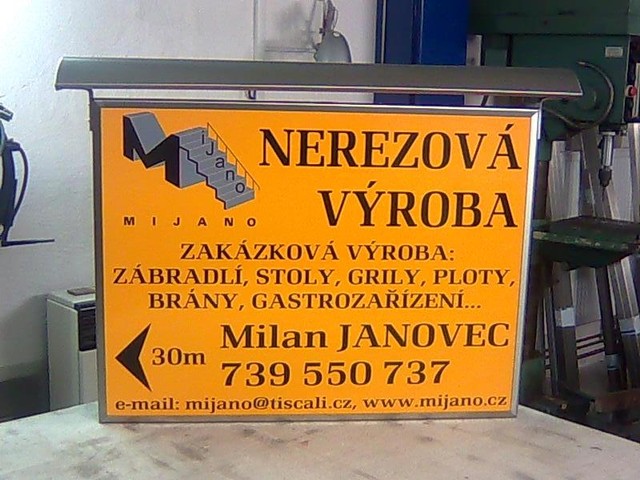 Mijano
MIJANO
NEREZOVÁ
VÝROBA
ZAKÁZKOVÁ VÝROBA:
ZÁBRADLÍ, STOLY, GRILY, PLOTY,
BRÁNY, GASTROZAŘÍZENÍ...
30m
Milan JANOVEC
739 550 737
e-mail: mijano@tiscali.cz, www.mijano.cz